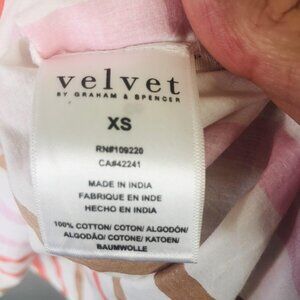 velvet
BY GRAHAM & SPENCER
XS
RN#109220
CA#42241
MADE IN INDIA
FABRIQUE EN INDE
HECHO EN INDIA
100% COTTON/ COTON/ ALGODÓN/
ALGODÃO/ COTONE/ KATOEN/
BAUMWOLLE